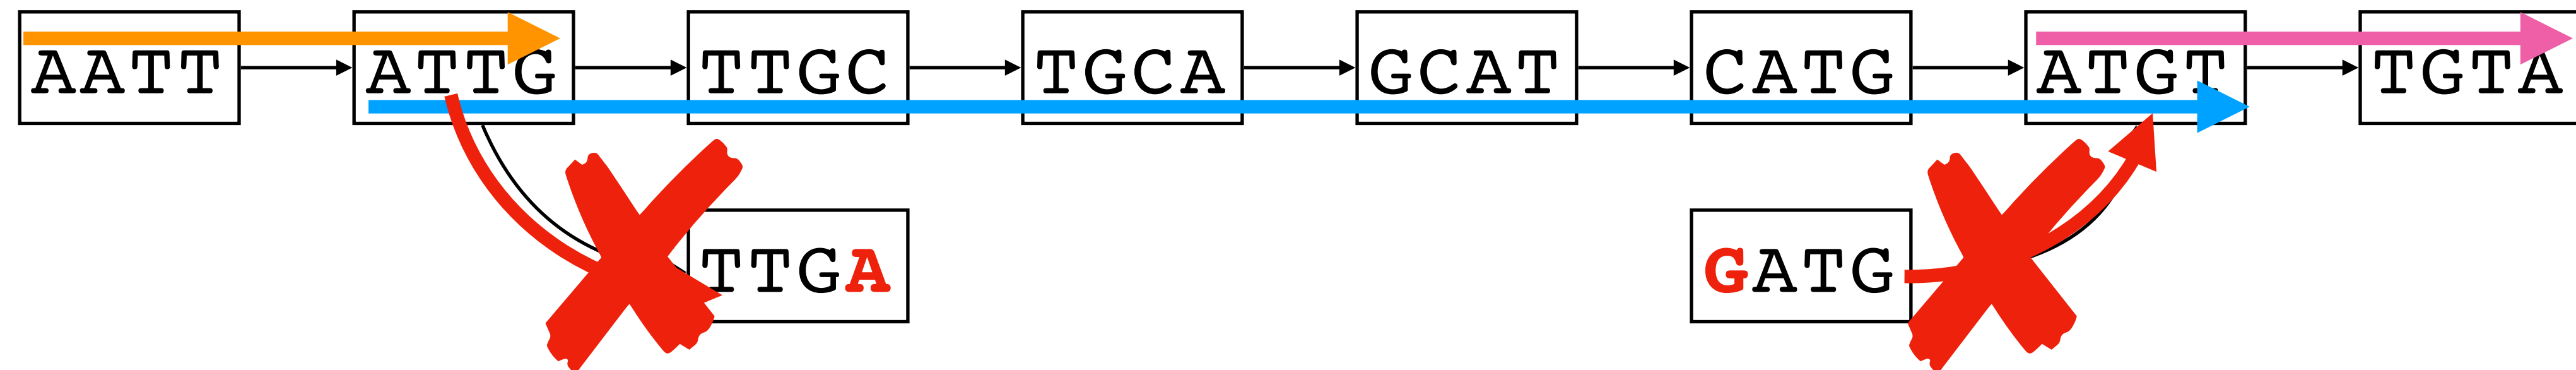 AATT ATTG TTGC TGCA GCAT CATG ATGT TGTA
TTGA GATG